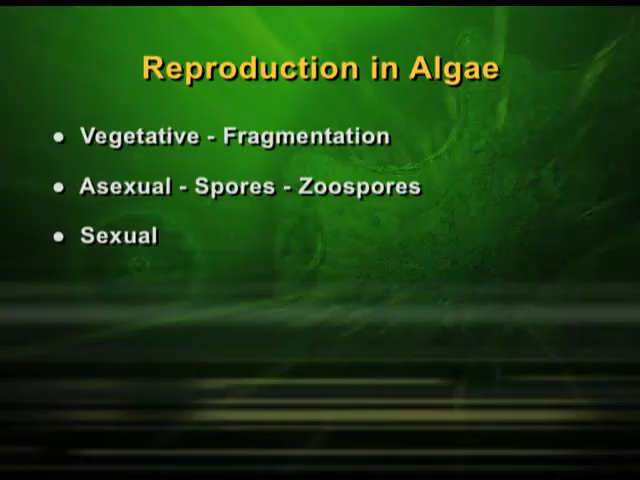 Reproduction in Algae
● Vegetative - Fragmentation
● Asexual - Spores - Zoospores
● Sexual